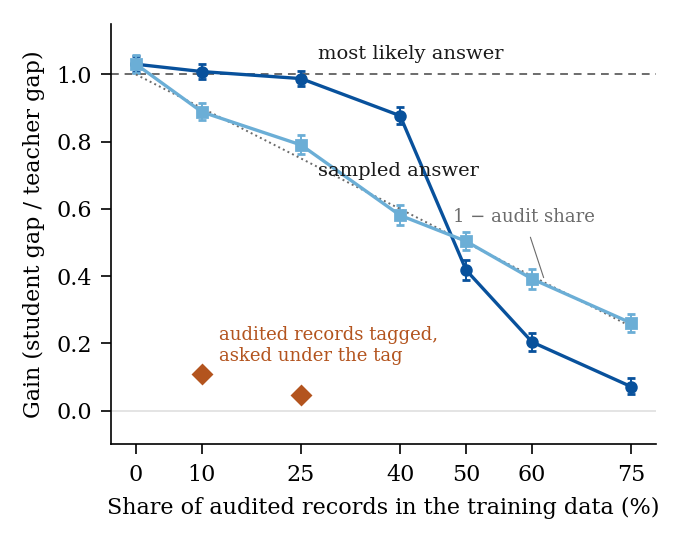 most likely answer
sampled answer
1 − audit share
audited records tagged,
asked under the tag
Gain (student gap / teacher gap)
1.0
0.8
0.6
0.4
0.2
0.0
0 10 25 40 50 60 75
Share of audited records in the training data (%)